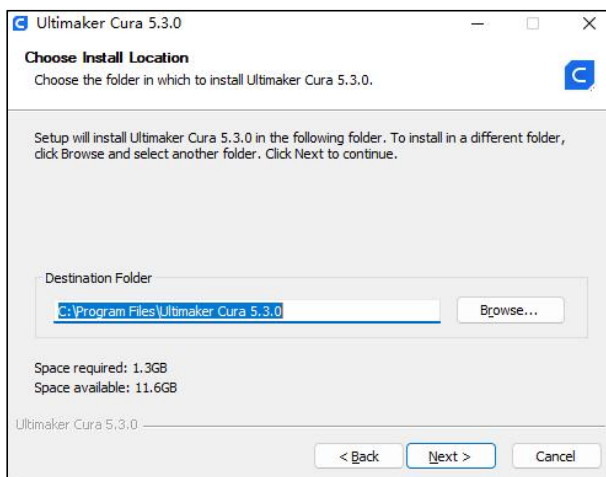 Ultimaker Cura 5.3.0
Choose Install Location
Choose the folder in which to install Ultimaker Cura 5.3.0.
Setup will install Ultimaker Cura 5.3.0 in the following folder. To install in a different folder,
click Browse and select another folder. Click Next to continue.
Destination Folder
C:\Program Files\Ultimaker Cura 5.3.0
Browse...
Space required: 1.3GB
Space available: 11.6GB
Ultimaker Cura 5.3.0
< Back
Next >
Cancel